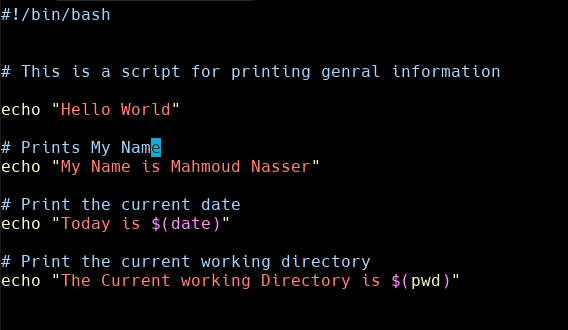 #!/bin/bash
# This is a script for printing genral information
echo "Hello World"
# Prints My Name
echo "My Name is Mahmoud Nasser"
# Print the current date
echo "Today is $(date)"
# Print the current working directory
echo "The Current working Directory is $(pwd)"